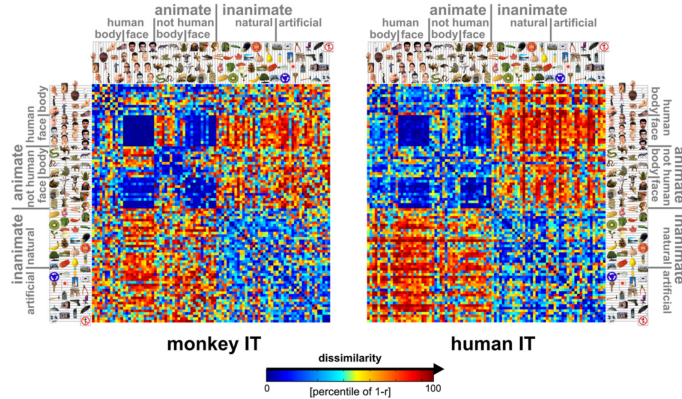 animate inanimate
human not human natural artificial
body face body face
animate inanimate
human not human natural artificial
body face body face
animate inanimate
human not human natural artificial
body face body face
human not human natural artificial
body face body face
animate inanimate
monkey IT
human IT
dissimilarity
0 100
[percentile of 1-r]